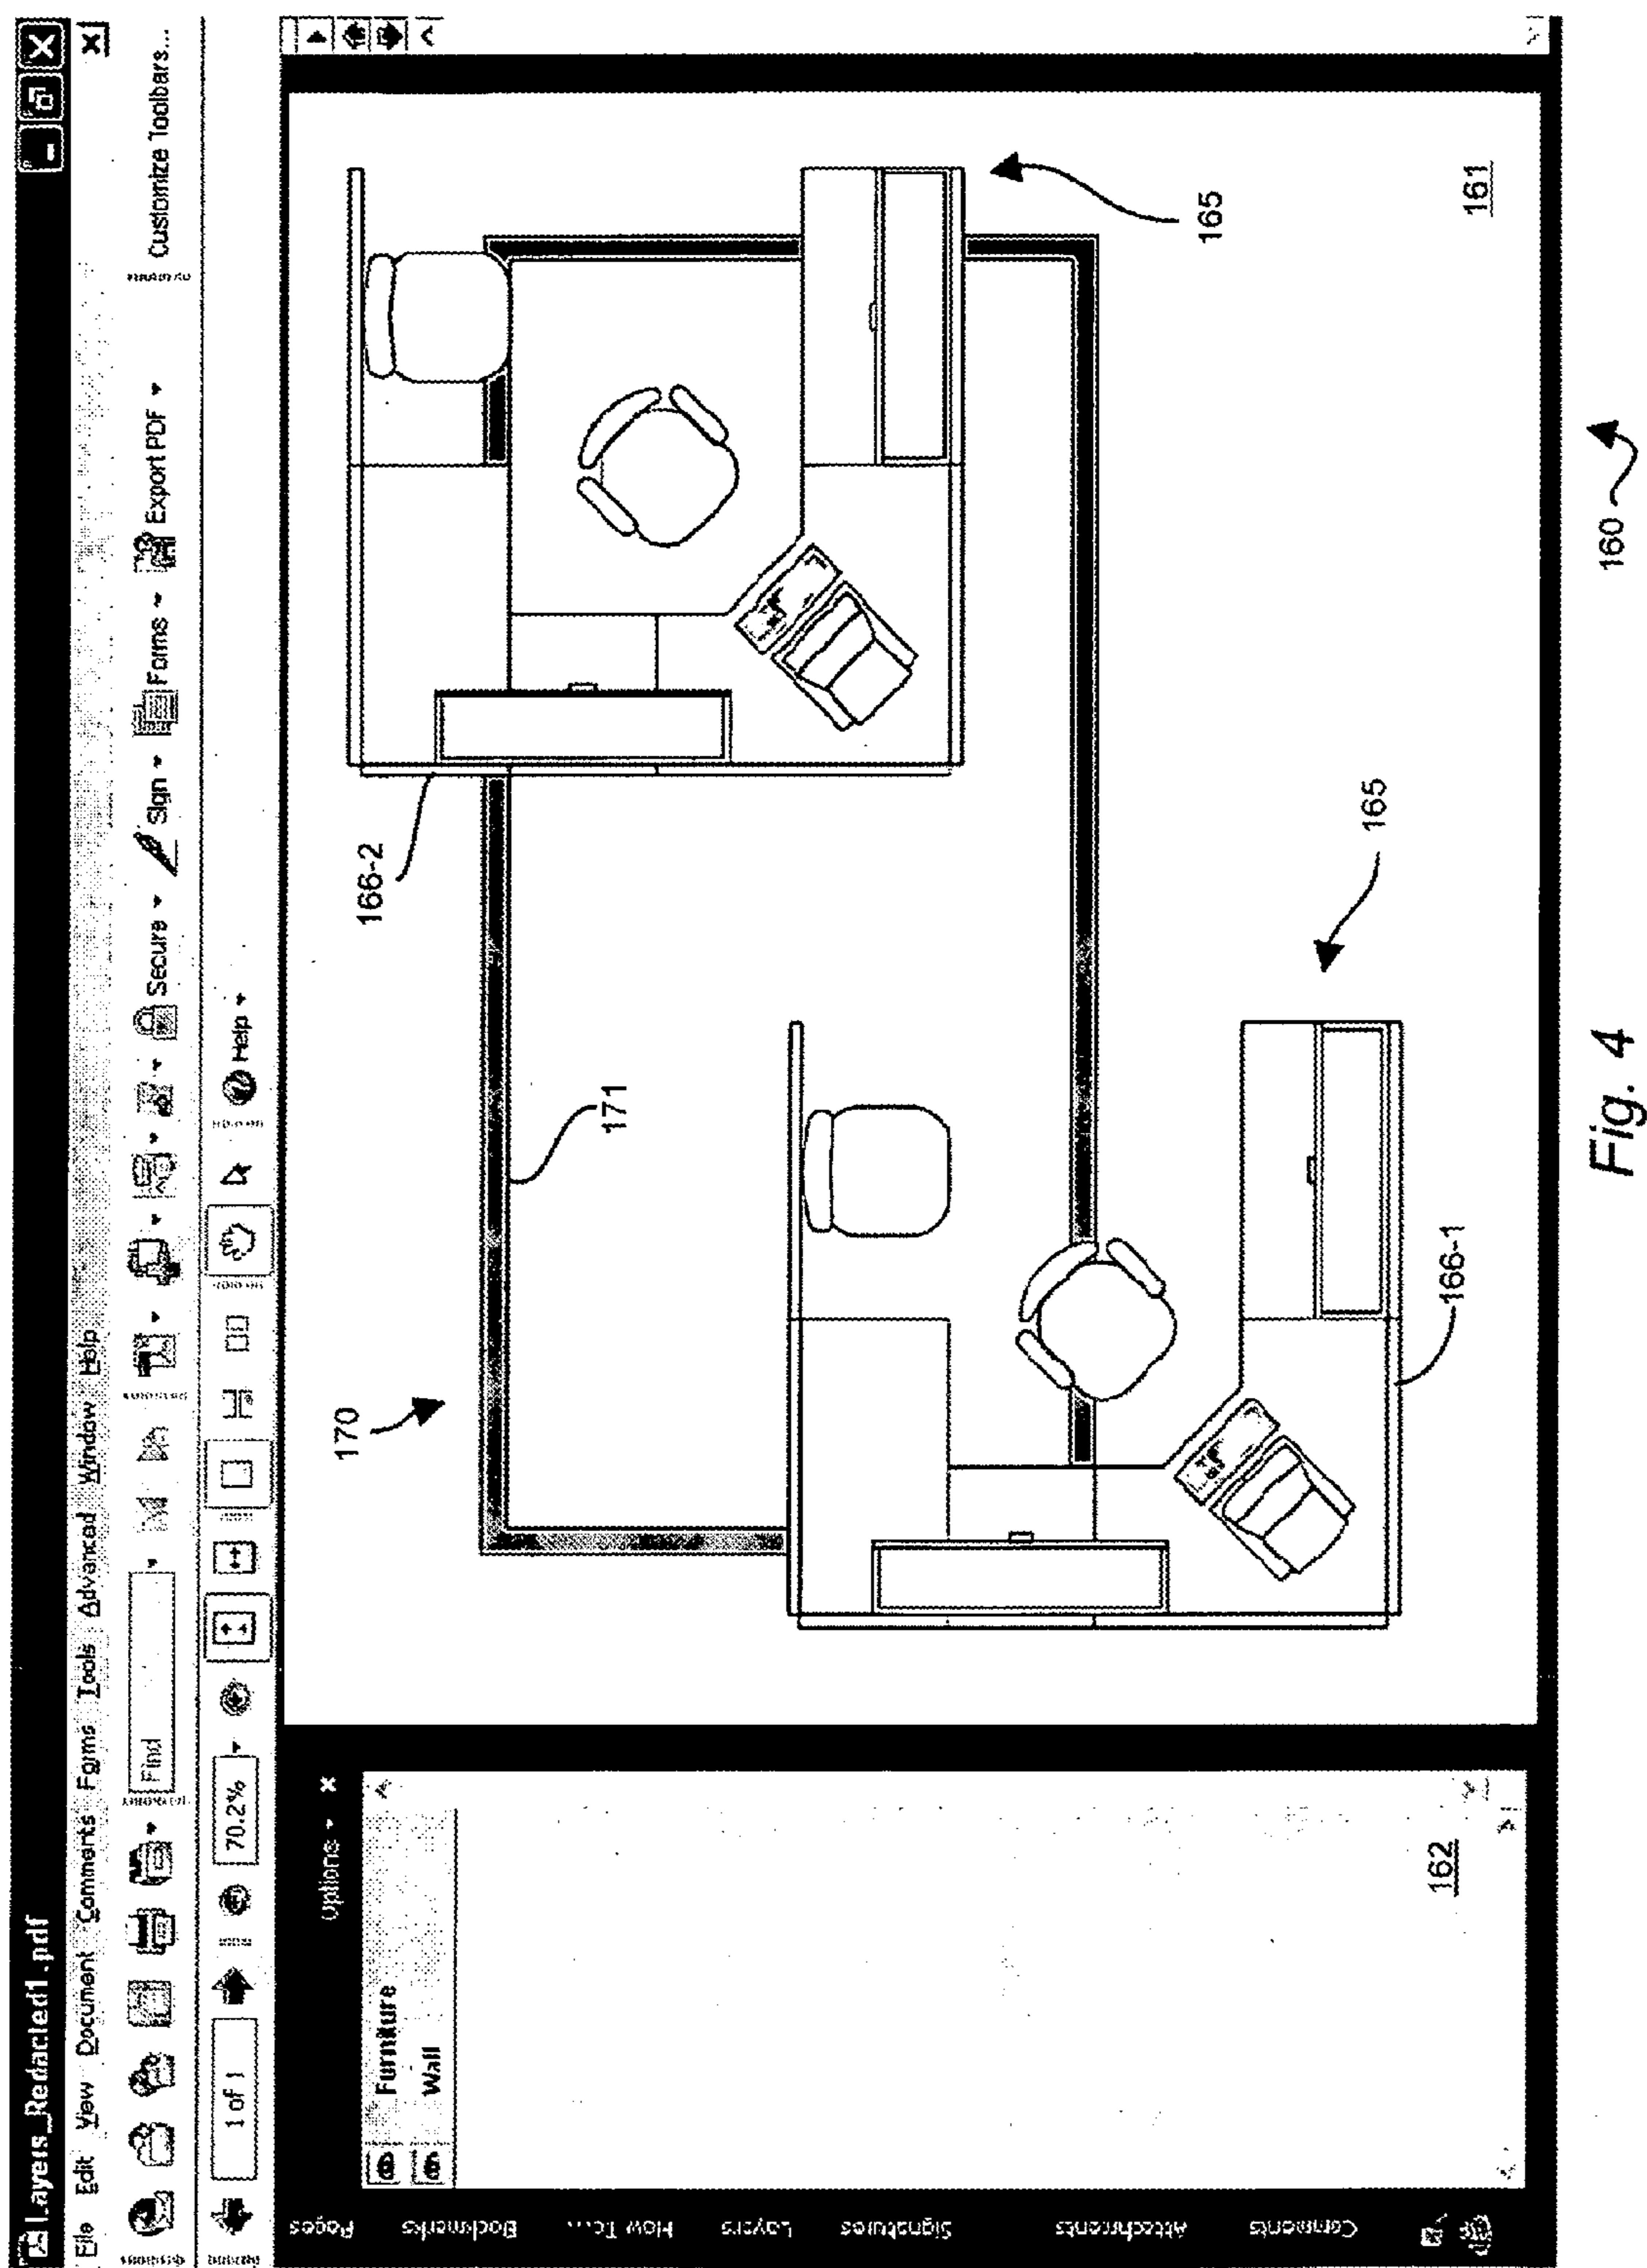 Layers_Redacted1.pdf
File Edit View Document Comments Forms Tools Advanced Window Help
Find
Secure Sign Forms Export PDF Customize Toolbars...
1 of 1 70.2% Help
Options
Furniture
Wall
Pages
Bookmarks
How To...
Layers
Signatures
Attachments
Comments
162
170
171
166-2
165
165
166-1
161
160
Fig. 4